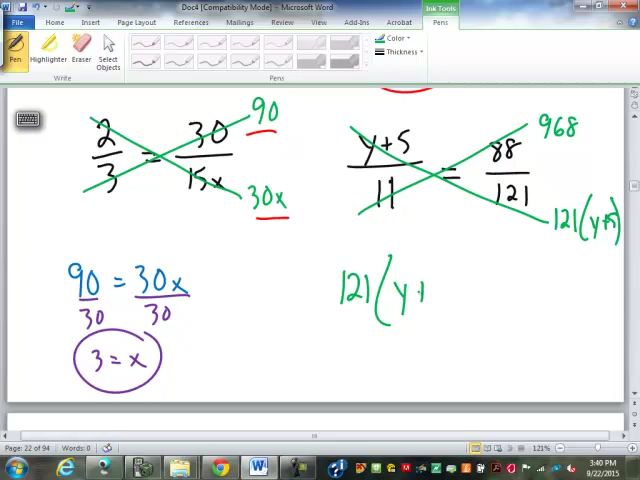 Doc4 [Compatibility Mode] - Microsoft Word
Ink Tools
File Home Insert Page Layout References Mailings Review View Add-Ins Acrobat Pens
Pen Highlighter Eraser Select Objects
Color
Thickness
Write Pens
2/3 = 30/15x
90
30x
y+5/11 = 88/121
968
121(y+5)
90 = 30x
30 30
3 = x
121(y+
Page: 22 of 94 Words: 0 121%
3:40 PM
9/22/2015